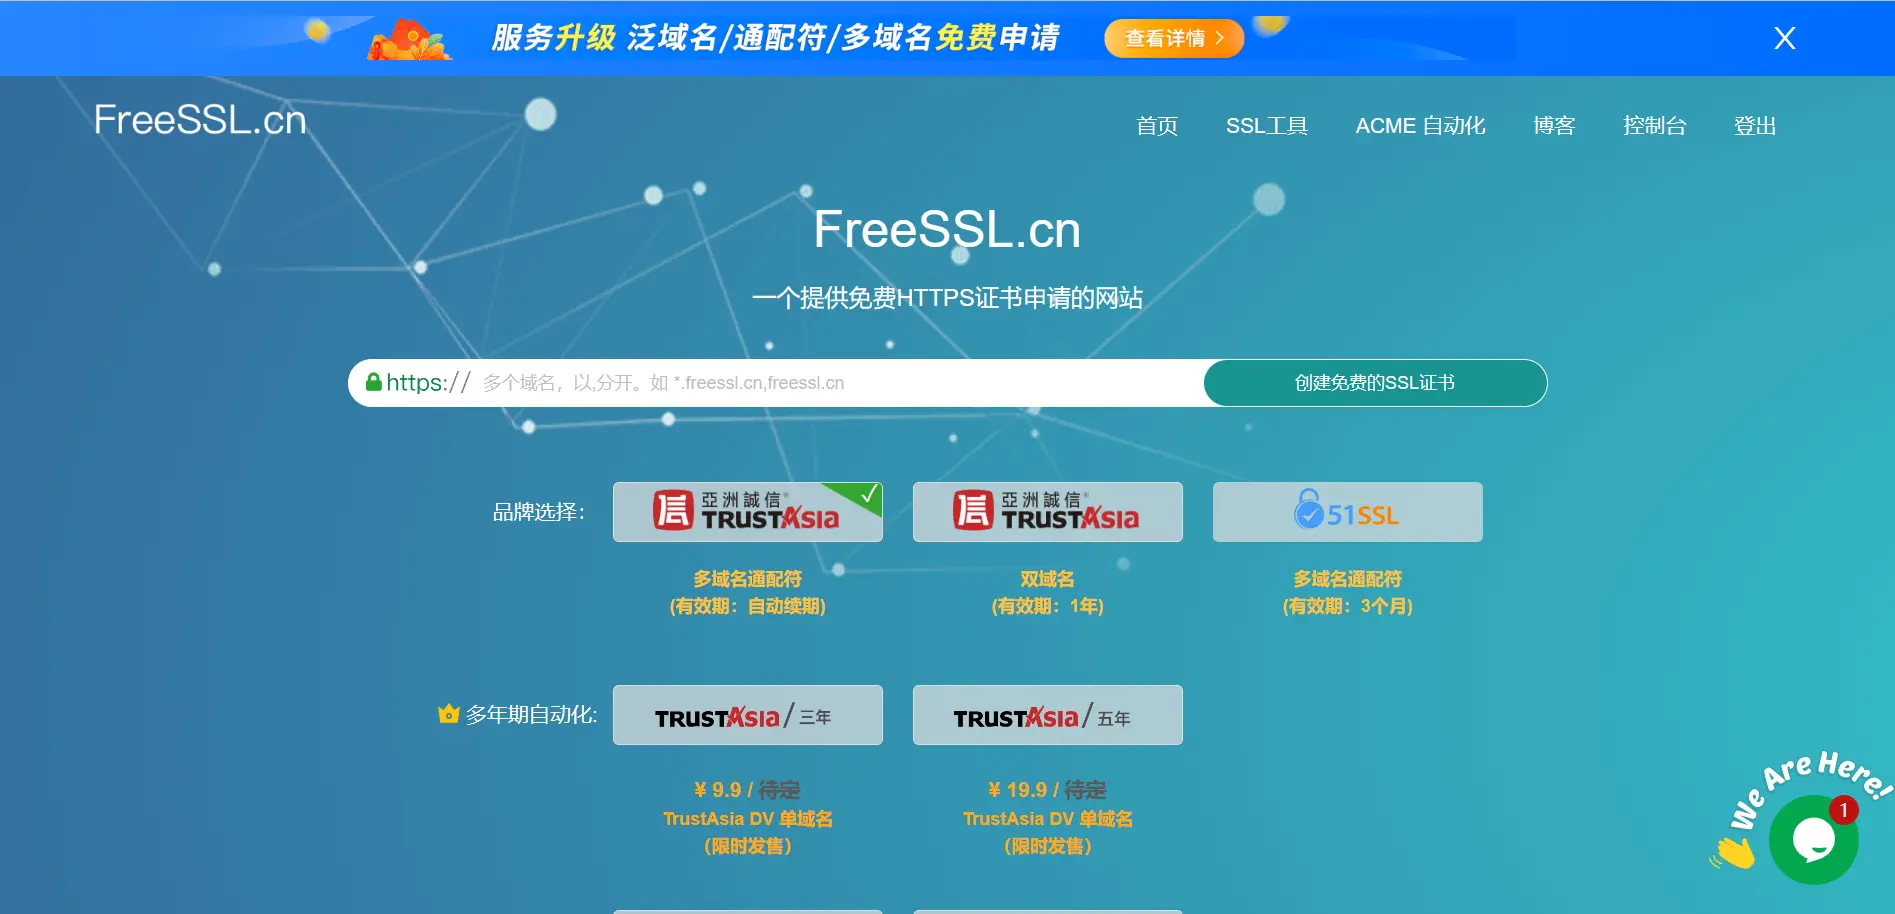 服务升级 泛域名/通配符/多域名免费申请
查看详情 >
X
FreeSSL.cn
首页 SSL工具 ACME 自动化 博客 控制台 登出
FreeSSL.cn
一个提供免费HTTPS证书申请的网站
https:// 多个域名，以,分开。如 *.freessl.cn,freessl.cn
创建免费的SSL证书
品牌选择：
亞洲誠信®
TRUSTAsia
亞洲誠信®
TRUSTAsia
51SSL
多域名通配符
(有效期：自动续期)
双域名
(有效期：1年)
多域名通配符
(有效期：3个月)
多年期自动化:
TRUSTAsia / 三年
TRUSTAsia / 五年
¥ 9.9 / 待定
TrustAsia DV 单域名
（限时发售）
¥ 19.9 / 待定
TrustAsia DV 单域名
（限时发售）
We Are Here!
1